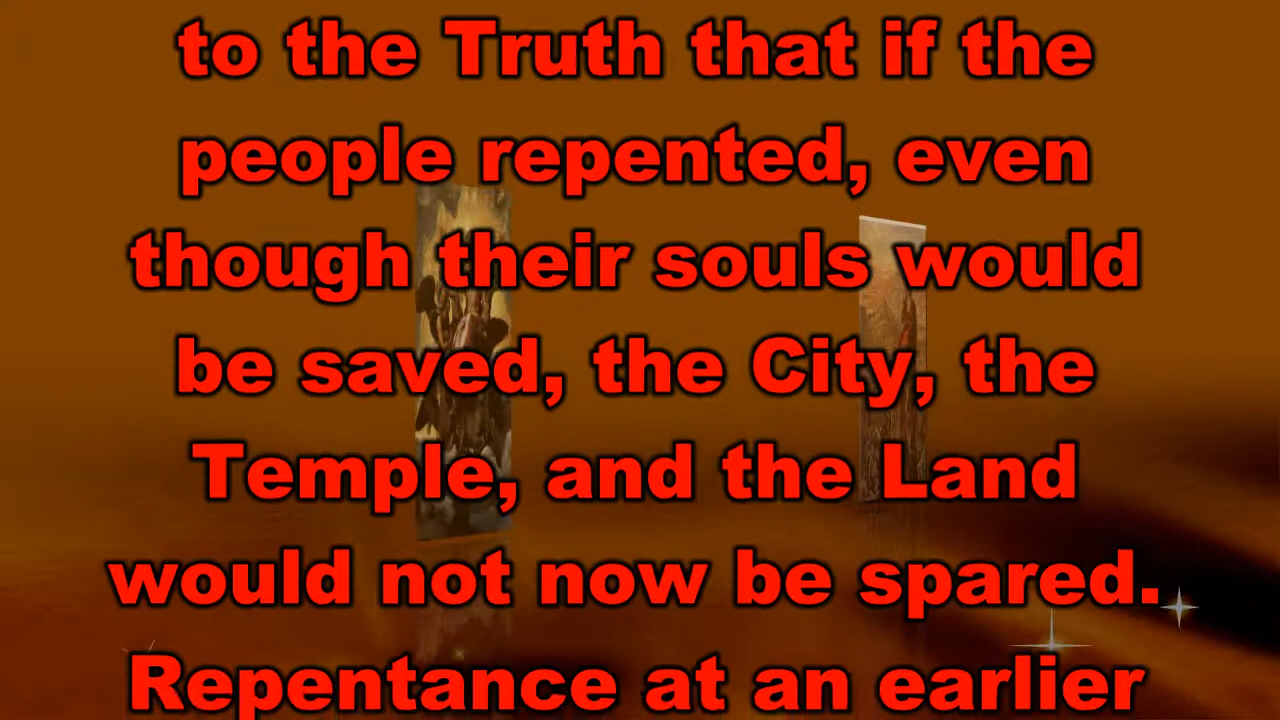 to the Truth that if the
people repented, even
though their souls would
be saved, the City, the
Temple, and the Land
would not now be spared.
Repentance at an earlier